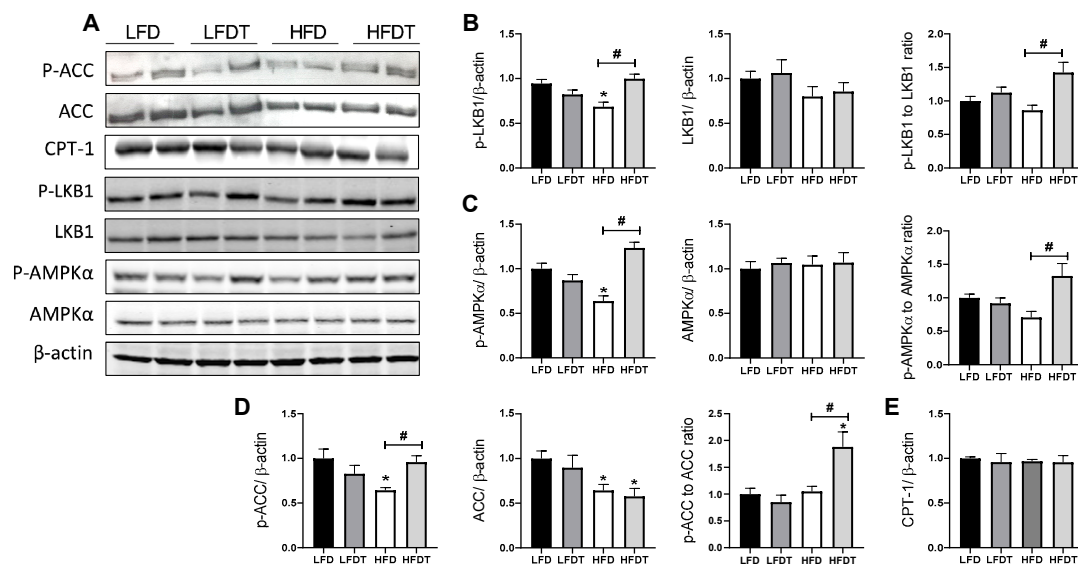 A
LFD LFDT HFD HFDT
P-ACC
ACC
CPT-1
P-LKB1
LKB1
P-AMPKα
AMPKα
β-actin
B
p-LKB1/β-actin
1.5
1.0
0.5
0.0
* #
LFD LFDT HFD HFDT
LKB1/ β-actin
1.5
1.0
0.5
0.0
LFD LFDT HFD HFDT
p-LKB1 to LKB1 ratio
2.0
1.5
1.0
0.5
0.0
#
LFD LFDT HFD HFDT
C
p-AMPKα/ β-actin
1.5
1.0
0.5
0.0
* #
LFD LFDT HFD HFDT
AMPKα/ β-actin
1.5
1.0
0.5
0.0
LFD LFDT HFD HFDT
p-AMPKα to AMPKα ratio
2.0
1.5
1.0
0.5
0.0
#
LFD LFDT HFD HFDT
D
p-ACC/ β-actin
1.5
1.0
0.5
0.0
* #
LFD LFDT HFD HFDT
ACC/ β-actin
1.5
1.0
0.5
0.0
* *
LFD LFDT HFD HFDT
p-ACC to ACC ratio
2.5
2.0
1.5
1.0
0.5
0.0
# *
LFD LFDT HFD HFDT
E
CPT-1/ β-actin
1.5
1.0
0.5
0.0
LFD LFDT HFD HFDT